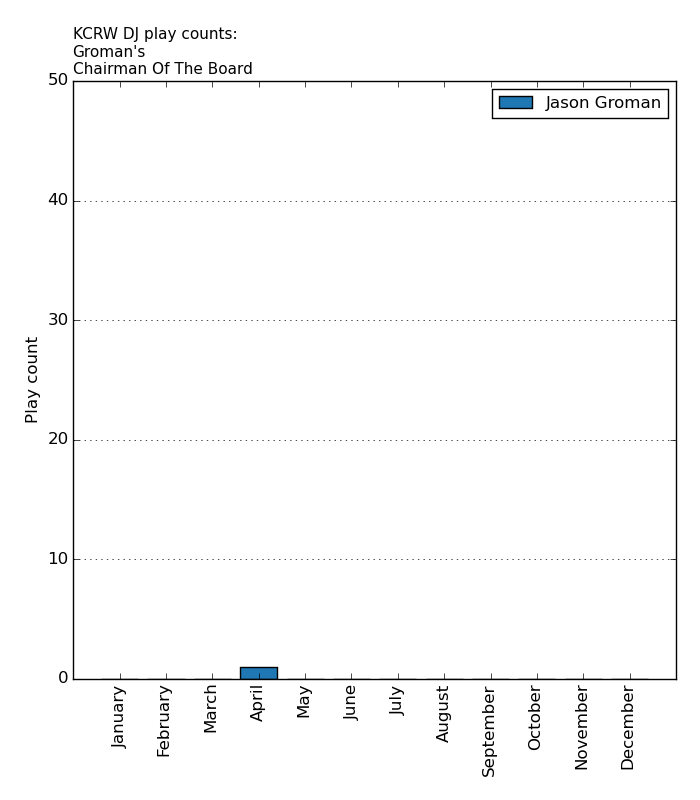 KCRW DJ play counts:
Groman's
Chairman Of The Board
Jason Groman
Play count
50
40
30
20
10
0
January
February
March
April
May
June
July
August
September
October
November
December